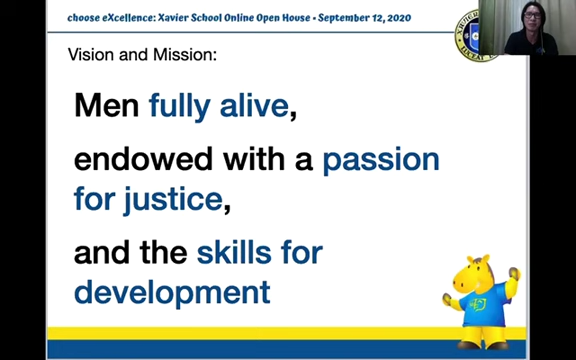 choose eXcellence: Xavier School Online Open House • September 12, 2020
Vision and Mission:
Men fully alive,
endowed with a passion
for justice,
and the skills for
development